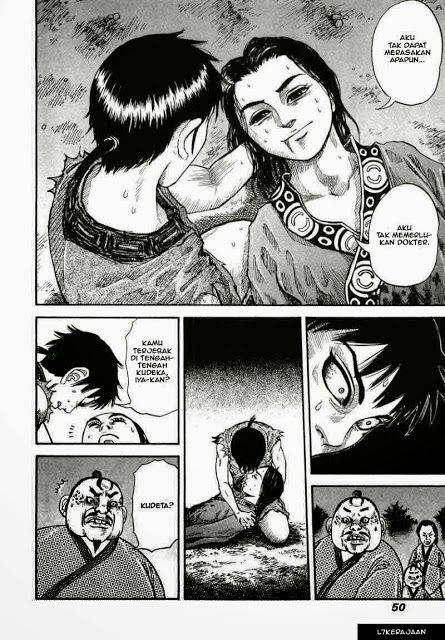 AKU
TAK DAPAT
MERASAKAN
APAPUN...
AKU
TAK MEMERLU-
KAN DOKTER.
KAMU
TERJEBAK
DI TENGAH-
TENGAH
KUDEKA,
IYA-KAN?
KUDETA?
50
L7KERAJAAN